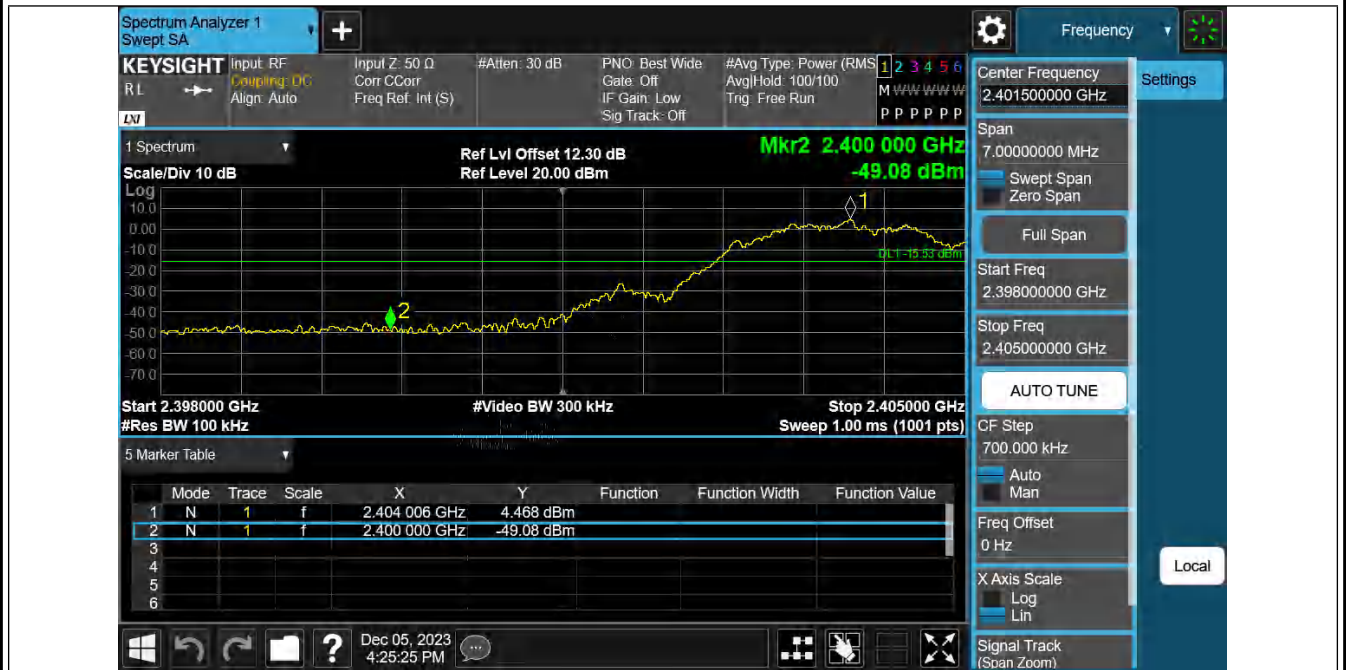 Spectrum Analyzer 1
Swept SA
+
Frequency
KEYSIGHT
RL
LXI
Input: RF
Coupling: DC
Align: Auto
Input Z: 50 Ω
Corr CCorr
Freq Ref: Int (S)
#Atten: 30 dB
PNO: Best Wide
Gate: Off
IF Gain: Low
Sig Track: Off
#Avg Type: Power (RMS
Avg|Hold: 100/100
Trig: Free Run
1 2 3 4 5 6
M W W W W W
P P P P P P
1 Spectrum
Scale/Div 10 dB
Ref Lvl Offset 12.30 dB
Ref Level 20.00 dBm
Mkr2 2.400 000 GHz
-49.08 dBm
Log
10.0
0.00
-10.0
-20.0
-30.0
-40.0
-50.0
-60.0
-70.0
1
2
DL1 -15.53 dBm
Start 2.398000 GHz
#Res BW 100 kHz
#Video BW 300 kHz
Stop 2.405000 GHz
Sweep 1.00 ms (1001 pts)
5 Marker Table
Mode Trace Scale X Y Function Function Width Function Value
1 N 1 f 2.404 006 GHz 4.468 dBm
2 N 1 f 2.400 000 GHz -49.08 dBm
3
4
5
6
?
Dec 05, 2023
4:25:25 PM
Center Frequency
2.401500000 GHz
Settings
Span
7.00000000 MHz
Swept Span
Zero Span
Full Span
Start Freq
2.398000000 GHz
Stop Freq
2.405000000 GHz
AUTO TUNE
CF Step
700.000 kHz
Auto
Man
Freq Offset
0 Hz
X Axis Scale
Log
Lin
Local
Signal Track
(Span Zoom)